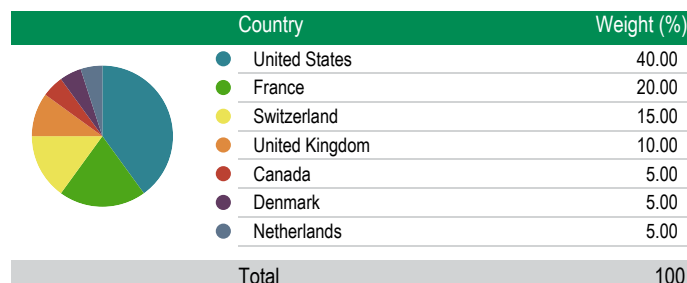 Country Weight (%)
United States 40.00
France 20.00
Switzerland 15.00
United Kingdom 10.00
Canada 5.00
Denmark 5.00
Netherlands 5.00
Total 100